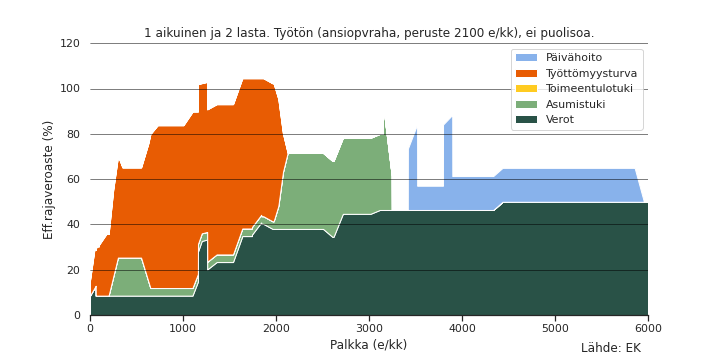 1 aikuinen ja 2 lasta. Työtön (ansiopvraha, peruste 2100 e/kk), ei puolisoa.
Eff.rajaveroaste (%)
120
100
80
60
40
20
0
Päivähoito
Työttömyysturva
Toimeentulotuki
Asumistuki
Verot
0 1000 2000 3000 4000 5000 6000
Palkka (e/kk)
Lähde: EK